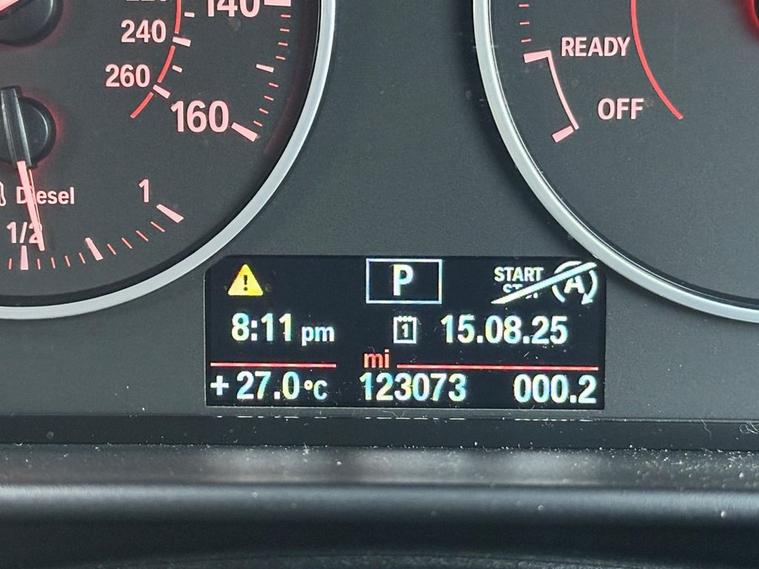 140
240
260
160
READY
OFF
Diesel
1
1/2
P
START
A
8:11 pm
1
15.08.25
mi
+ 27.0°C
123073
000.2